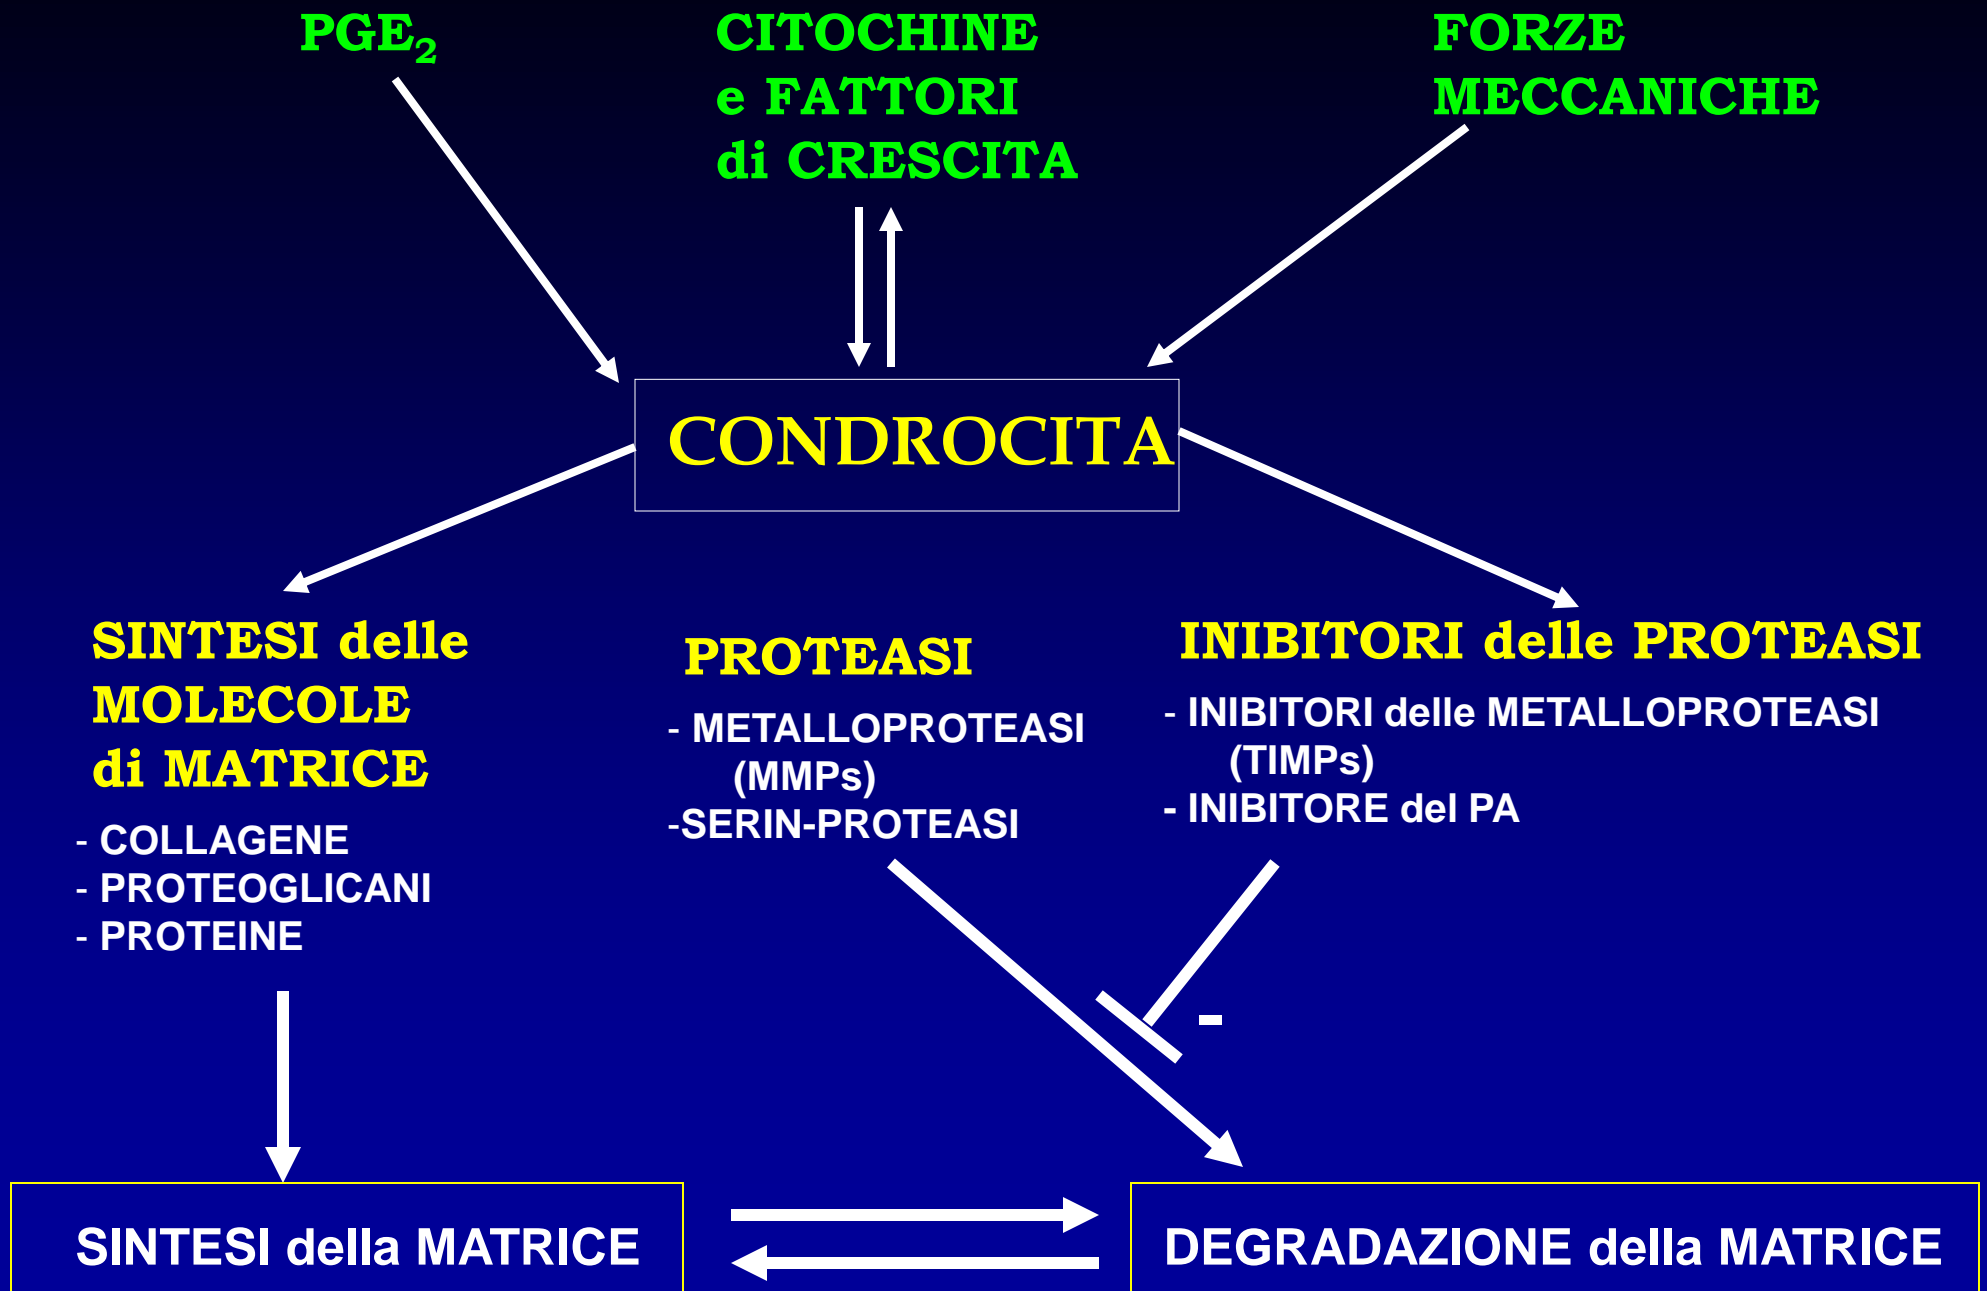 PGE₂
CITOCHINE
e FATTORI
di CRESCITA
FORZE
MECCANICHE
CONDROCITA
SINTESI delle
MOLECOLE
di MATRICE
- COLLAGENE
- PROTEOGLICANI
- PROTEINE
PROTEASI
- METALLOPROTEASI
(MMPs)
-SERIN-PROTEASI
INIBITORI delle PROTEASI
- INIBITORI delle METALLOPROTEASI
(TIMPs)
- INIBITORE del PA
-
SINTESI della MATRICE
DEGRADAZIONE della MATRICE